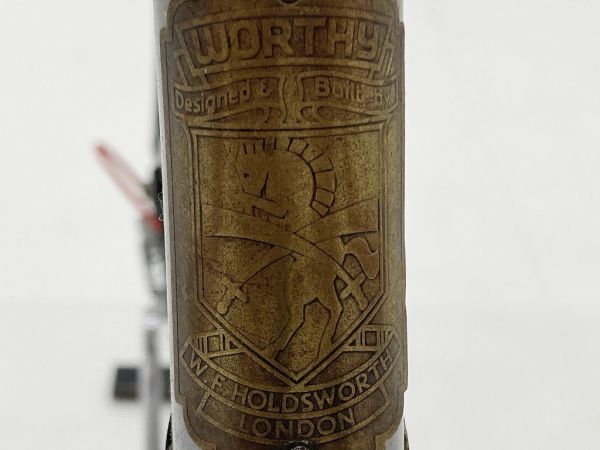 WORTHY
Designed & Built by
W. F. HOLDSWORTH
LONDON